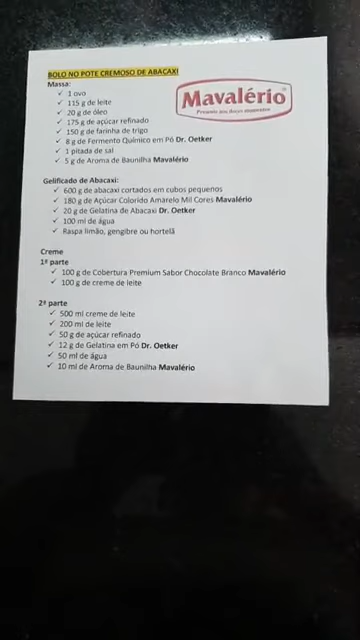 BOLO NO POTE CREMOSO DE ABACAXI
Massa:
✓ 1 ovo
✓ 115 g de leite
✓ 20 g de óleo
✓ 175 g de açúcar refinado
✓ 150 g de farinha de trigo
✓ 8 g de Fermento Químico em Pó Dr. Oetker
✓ 1 pitada de sal
✓ 5 g de Aroma de Baunilha Mavalério
Mavalério
Gelificado de Abacaxi:
✓ 600 g de abacaxi cortados em cubos pequenos
✓ 180 g de Açúcar Colorido Amarelo Mil Cores Mavalério
✓ 20 g de Gelatina de Abacaxi Dr. Oetker
✓ 100 ml de água
✓ Raspa limão, gengibre ou hortelã
Creme
1ª parte
✓ 100 g de Cobertura Premium Sabor Chocolate Branco Mavalério
✓ 100 g de creme de leite
2ª parte
✓ 500 ml creme de leite
✓ 200 ml de leite
✓ 50 g de açúcar refinado
✓ 12 g de Gelatina em Pó Dr. Oetker
✓ 50 ml de água
✓ 10 ml de Aroma de Baunilha Mavalério